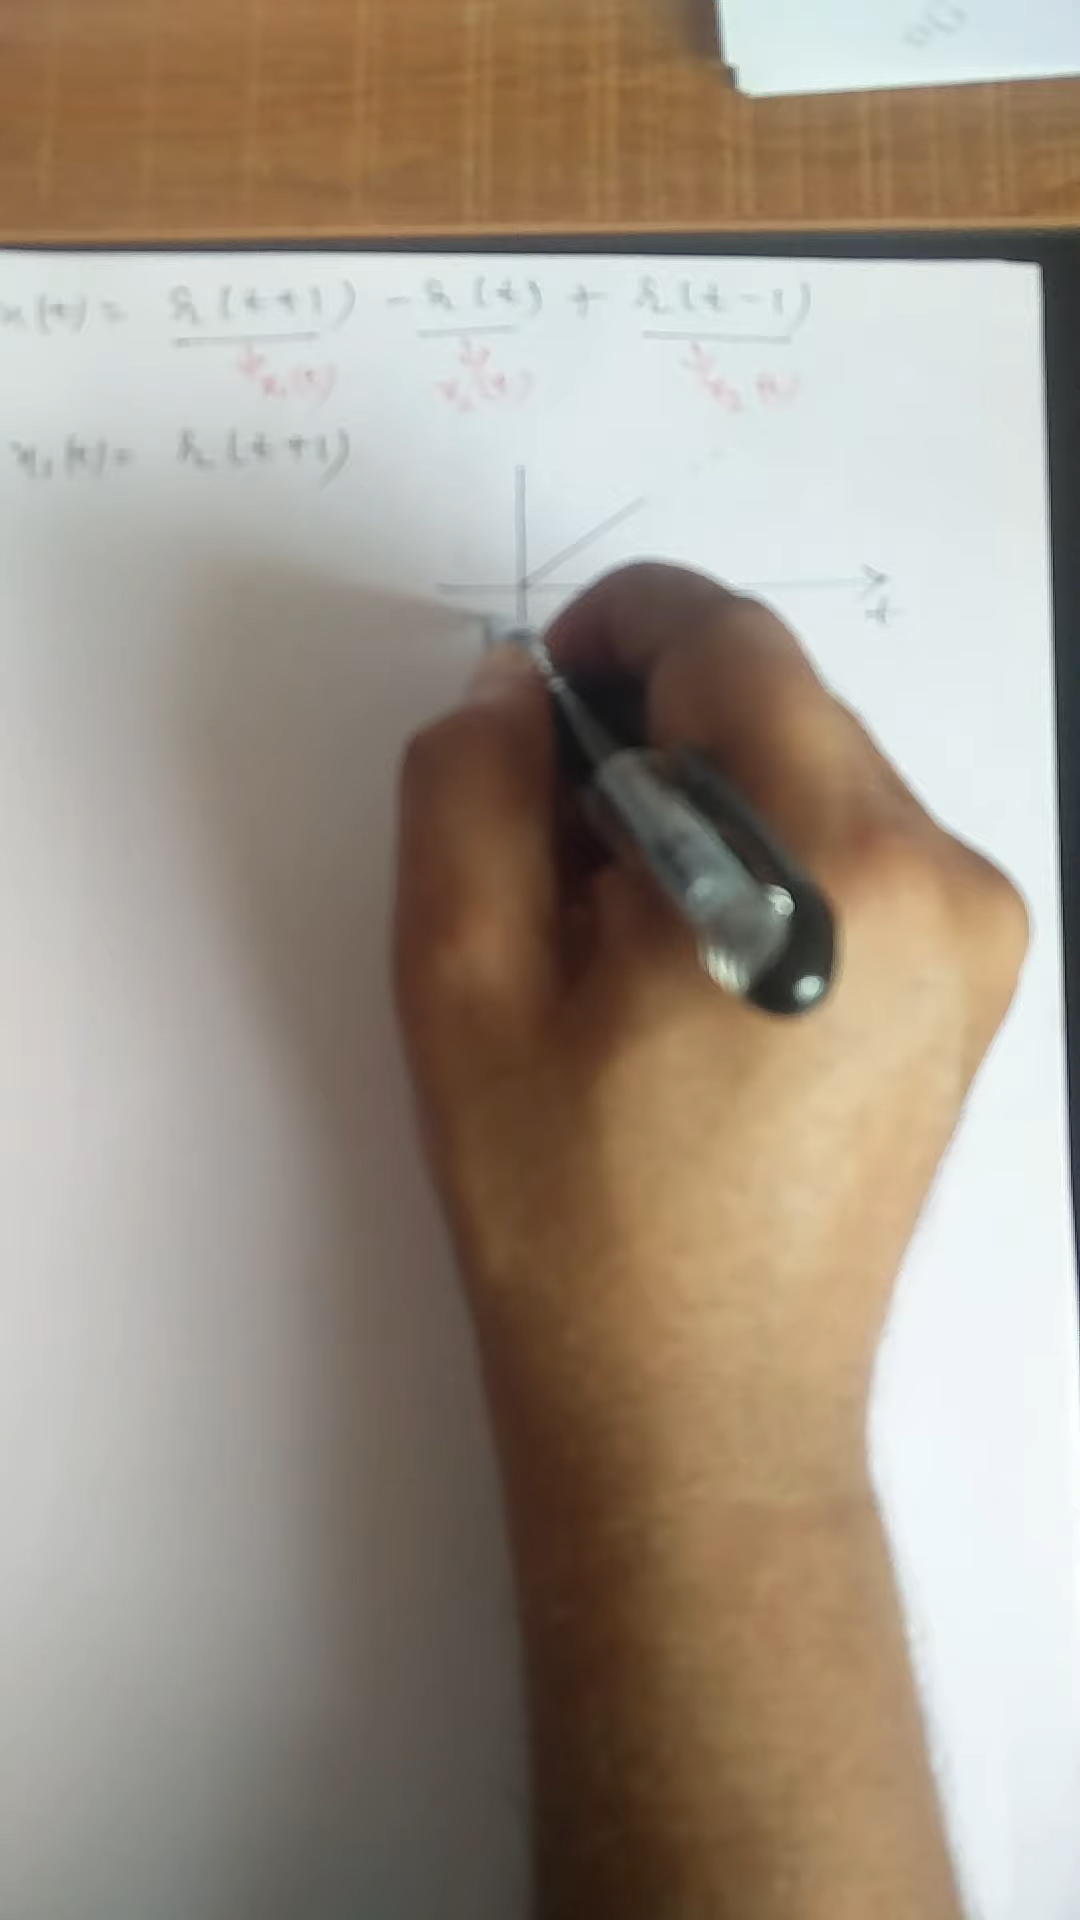 x(t) = r(t+1) - r(t) + r(t-1)
x₁(t) x₂(t) x₃(t)
x₁(t) = r(t+1)
t